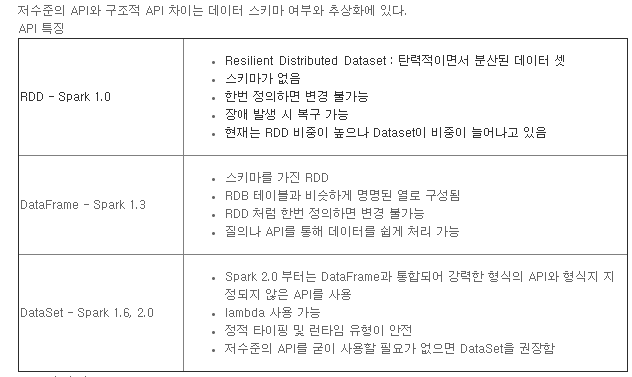 저수준의 API와 구조적 API 차이는 데이터 스키마 여부와 추상화에 있다.
API 특징
RDD - Spark 1.0
Resilient Distributed Dataset : 탄력적이면서 분산된 데이터 셋
스키마가 없음
한번 정의하면 변경 불가능
장애 발생 시 복구 가능
현재는 RDD 비중이 높으나 Dataset이 비중이 늘어나고 있음
DataFrame - Spark 1.3
스키마를 가진 RDD
RDB 테이블과 비슷하게 명명된 열로 구성됨
RDD 처럼 한번 정의하면 변경 불가능
질의나 API를 통해 데이터를 쉽게 처리 가능
DataSet - Spark 1.6, 2.0
Spark 2.0 부터는 DataFrame과 통합되어 강력한 형식의 API와 형식지 지
정되지 않은 API를 사용
lambda 사용 가능
정적 타이핑 및 런타임 유형이 안전
저수준의 API를 굳이 사용할 필요가 없으면 DataSet을 권장함